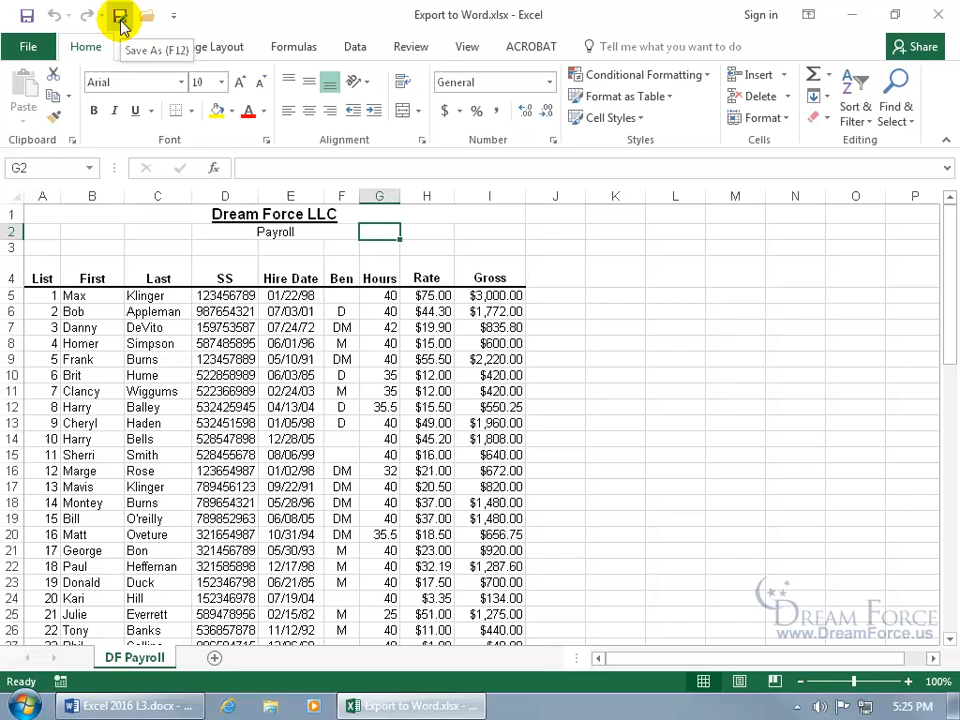 Export to Word.xlsx - Excel
Sign in
Save As (F12)
File
Home
ge Layout
Formulas
Data
Review
View
ACROBAT
Tell me what you want to do
Share
Paste
Arial
10
General
Conditional Formatting
Format as Table
Cell Styles
Insert
Delete
Format
Sort & Filter
Find & Select
B I U
A
$ % ,
Clipboard
Font
Alignment
Number
Styles
Cells
Editing
G2
fx
A B C D E F G H I J K L M N O P
1 Dream Force LLC
2 Payroll
3
4 List First Last SS Hire Date Ben Hours Rate Gross
5 1 Max Klinger 123456789 01/22/98 40 $75.00 $3,000.00
6 2 Bob Appleman 987654321 07/03/01 D 40 $44.30 $1,772.00
7 3 Danny DeVito 159753587 07/24/72 DM 42 $19.90 $835.80
8 4 Homer Simpson 587485895 06/01/96 M 40 $15.00 $600.00
9 5 Frank Burns 123457889 05/10/91 DM 40 $55.50 $2,220.00
10 6 Brit Hume 522858989 06/03/85 D 35 $12.00 $420.00
11 7 Clancy Wiggums 522366989 02/24/03 M 35 $12.00 $420.00
12 8 Harry Balley 532425945 04/13/04 D 35.5 $15.50 $550.25
13 9 Cheryl Haden 532451598 01/05/98 D 40 $49.00 $1,960.00
14 10 Harry Bells 528547898 12/28/05 40 $45.20 $1,808.00
15 11 Sherri Smith 528455678 08/06/99 40 $16.00 $640.00
16 12 Marge Rose 123654987 01/02/98 DM 32 $21.00 $672.00
17 13 Mavis Klinger 789456123 09/22/91 DM 40 $20.50 $820.00
18 14 Montey Burns 789654321 05/28/96 DM 40 $37.00 $1,480.00
19 15 Bill O'reilly 789852963 06/08/05 DM 40 $37.00 $1,480.00
20 16 Matt Oveture 321654987 10/31/94 DM 35.5 $18.50 $656.75
21 17 George Bon 321456789 05/30/93 M 40 $23.00 $920.00
22 18 Paul Heffernan 321585898 12/17/98 M 40 $32.19 $1,287.60
23 19 Donald Duck 152346798 06/21/85 M 40 $17.50 $700.00
24 20 Kari Hill 152348790 07/19/04 40 $3.35 $134.00
25 21 Julie Everrett 589478956 02/15/82 M 25 $51.00 $1,275.00
26 22 Tony Banks 536857878 11/12/92 M 40 $11.00 $440.00
DREAM FORCE
www.DreamForce.us
DF Payroll
Ready
100%
Excel 2016 L3.docx - ...
Export to Word.xlsx - ...
5:25 PM